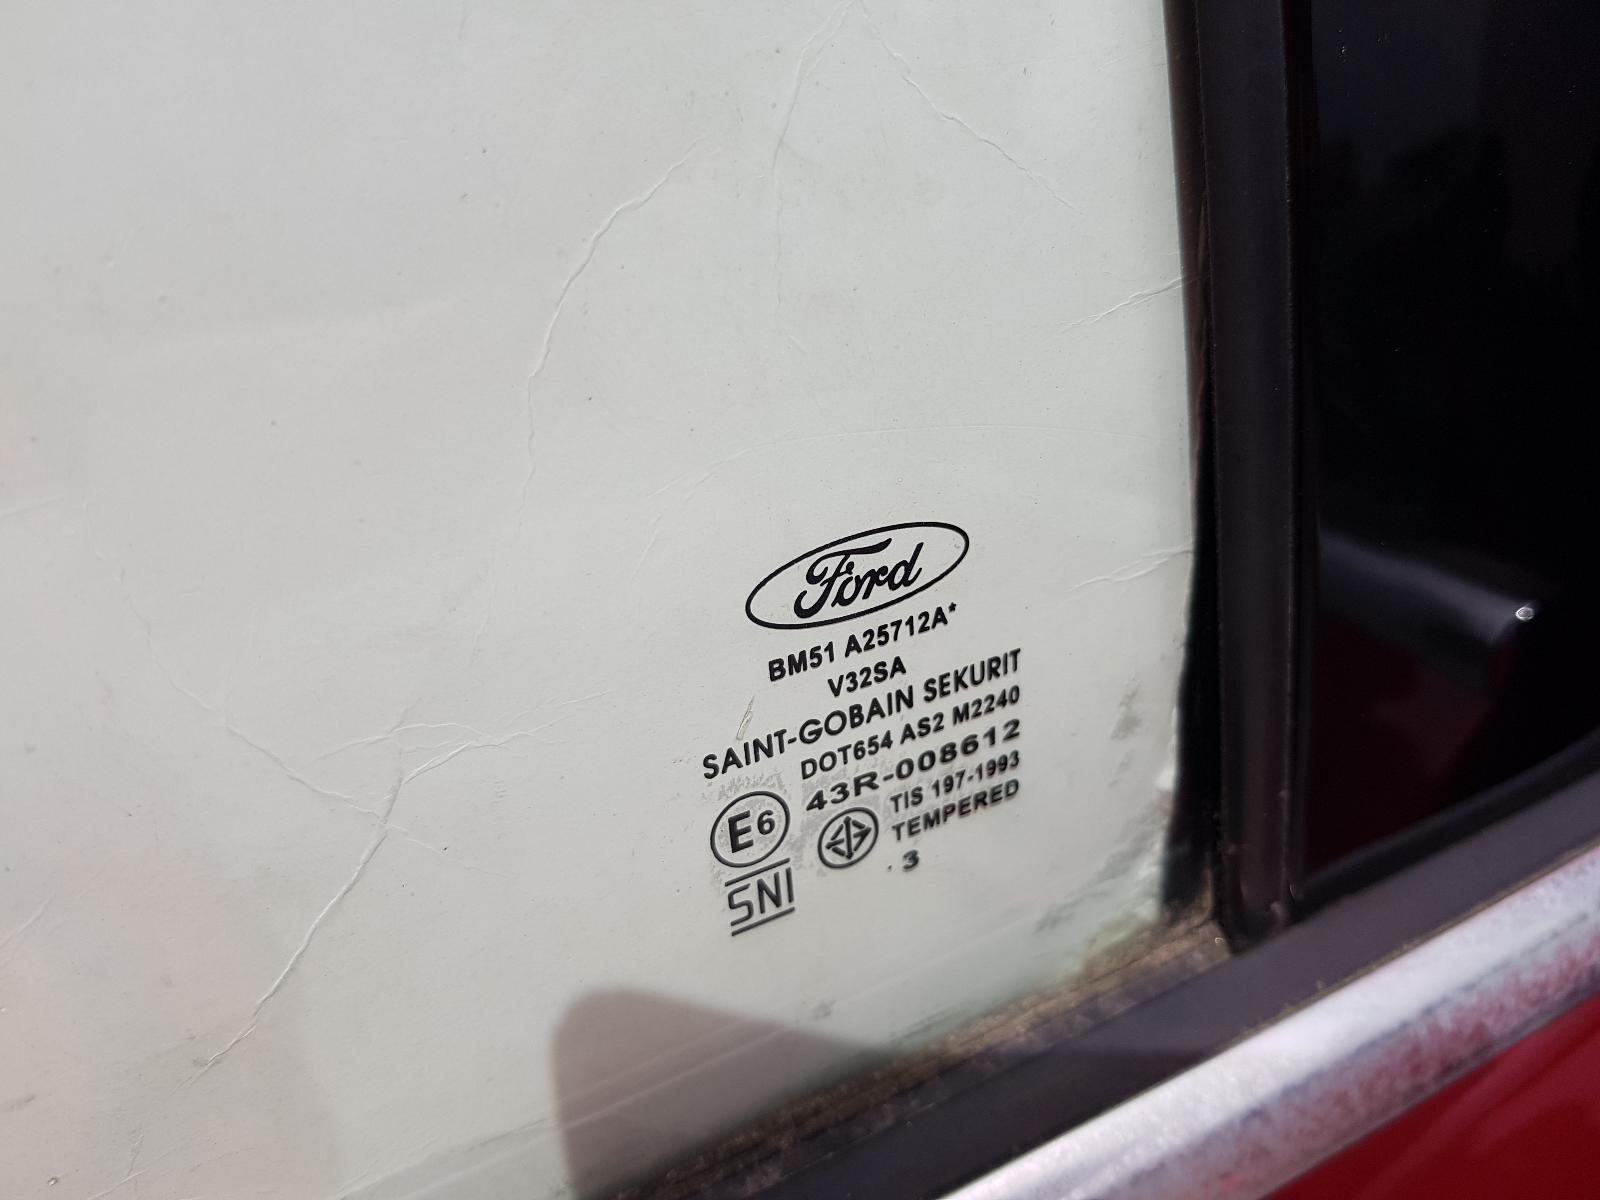 Ford
BM51 A25712A*
V32SA
SAINT-GOBAIN SEKURIT
DOT654 AS2 M2240
43R-008612
E6
TIS 197-1993
TEMPERED
. 3
SNI